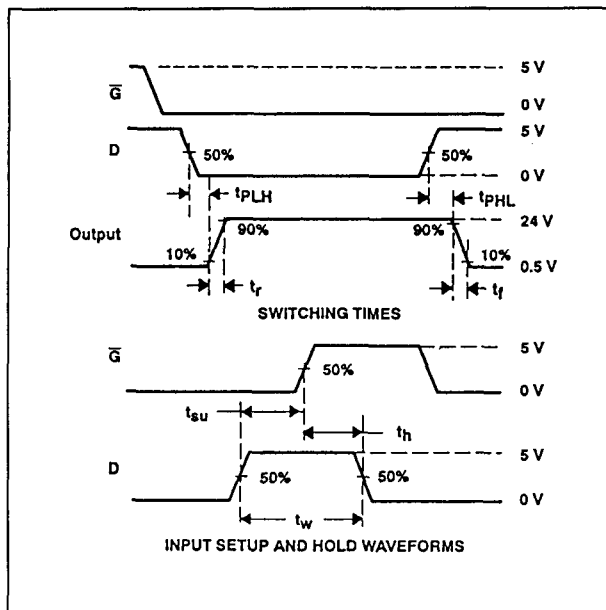 5 V
G̅
0 V
5 V
D
50%
50%
0 V
tPLH
tPHL
24 V
Output
90%
90%
10%
10%
0.5 V
tr
tf
SWITCHING TIMES
G̅
5 V
50%
0 V
tsu
th
5 V
D
50%
50%
0 V
tw
INPUT SETUP AND HOLD WAVEFORMS